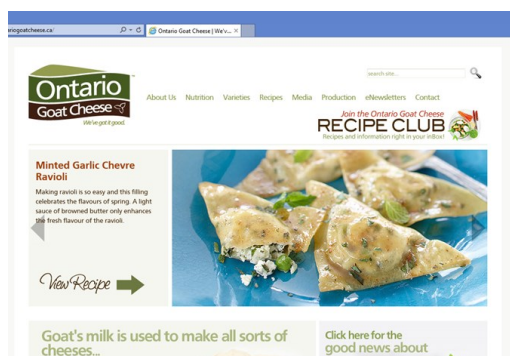 ariogoatcheese.ca/
Ontario Goat Cheese | We'v...
search site...
Ontario
Goat Cheese
We've got it good.
About Us Nutrition Varieties Recipes Media Production eNewsletters Contact
Join the Ontario Goat Cheese
RECIPE CLUB
Recipes and information right in your inBox!
Minted Garlic Chevre
Ravioli
Making ravioli is so easy and this filling
celebrates the flavours of spring. A light
sauce of browned butter only enhances
the fresh flavour of the ravioli.
View Recipe
Goat's milk is used to make all sorts of
cheeses...
Click here for the
good news about